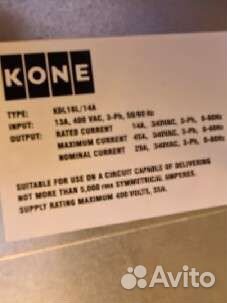 KONE
TYPE: KDL16L/14A
INPUT: 13A, 400 VAC, 3-Ph, 50/60 Hz
OUTPUT: RATED CURRENT 14A, 340VAC, 3-Ph, 0-60Hz
MAXIMUM CURRENT 45A, 340VAC, 3-Ph, 0-60Hz
NOMINAL CURRENT 29A, 340VAC, 3-Ph, 0-60Hz
SUITABLE FOR USE ON A CIRCUIT CAPABLE OF DELIVERING
NOT MORE THAN 5,000 rms SYMMETRICAL AMPERES.
SUPPLY RATING MAXIMUM 400 VOLTS, 35A.
Avito